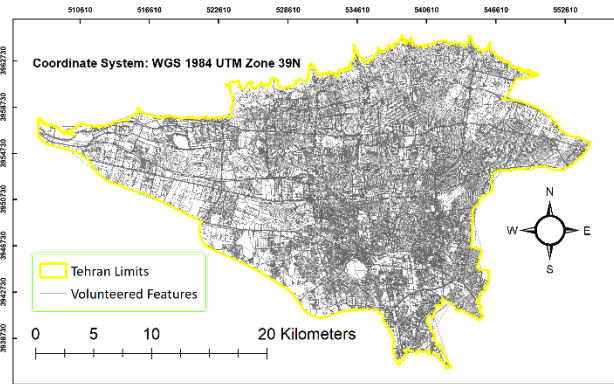 510610 516610 522610 528610 534610 540610 546610 552610
Coordinate System: WGS 1984 UTM Zone 39N
3962730
3958730
3954730
3950730
3946730
3942730
3938730
N
W E
S
Tehran Limits
Volunteered Features
0 5 10 20 Kilometers